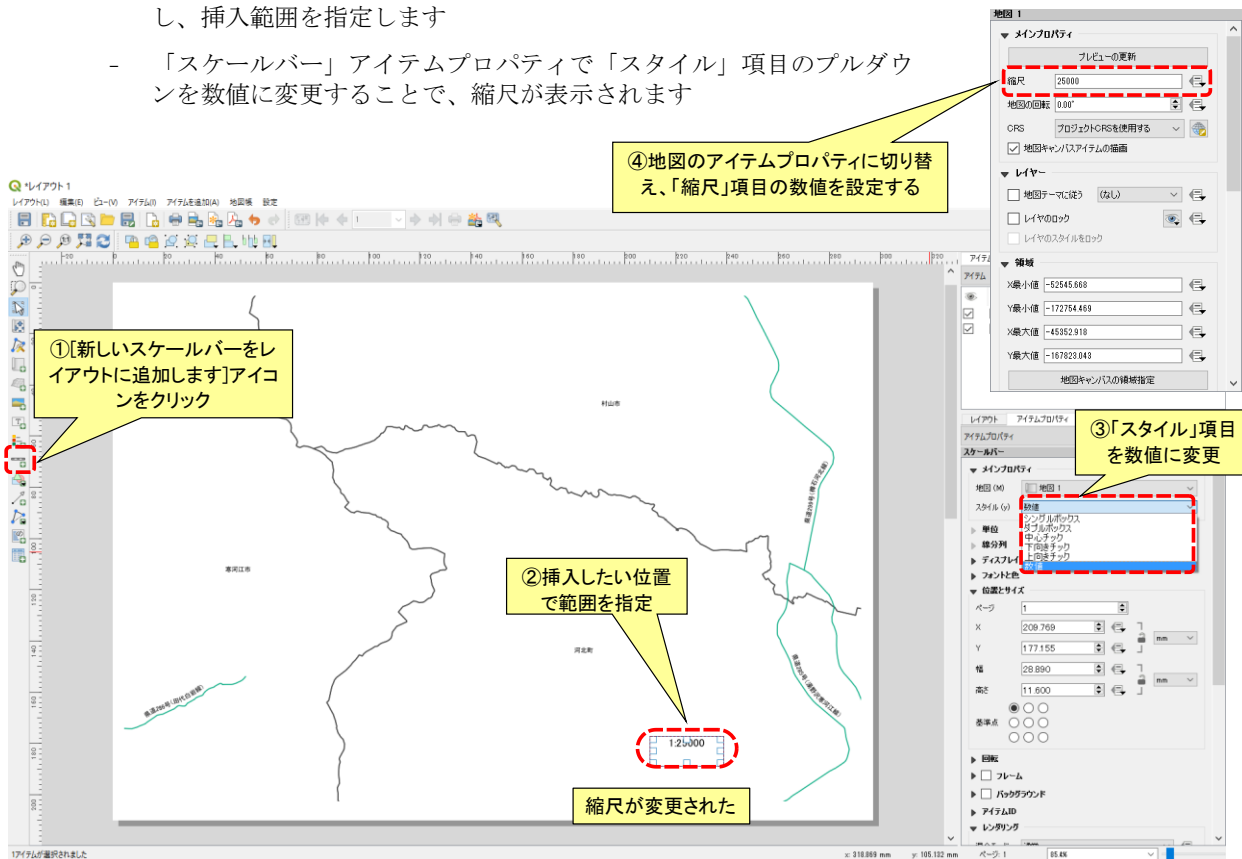 し、挿入範囲を指定します
- 「スケールバー」アイテムプロパティで「スタイル」項目のプルダウ
ンを数値に変更することで、縮尺が表示されます
地図 1
メインプロパティ
プレビューの更新
縮尺 25000
地図の回転 0.00°
CRS プロジェクトCRSを使用する
地図キャンバスアイテムの描画
レイヤー
地図テーマに従う (なし)
レイヤのロック
レイヤのスタイルをロック
領域
X最小値 -52545.668
Y最小値 -172754.469
X最大値 -45352.918
Y最大値 -167823.043
地図キャンバスの領域指定
④地図のアイテムプロパティに切り替
え、「縮尺」項目の数値を設定する
*レイアウト 1
レイアウト(L) 編集(E) ビュー(V) アイテム(I) アイテムを追加(A) 地図帳 設定
1
①[新しいスケールバーをレ
イアウトに追加します]アイコ
ンをクリック
村山市
寒河江市
河北町
②挿入したい位置
で範囲を指定
1:25000
縮尺が変更された
③「スタイル」項目
を数値に変更
レイアウト アイテムプロパティ
アイテムプロパティ
スケールバー
メインプロパティ
地図 (M) 地図 1
スタイル (y) 数値
シングルボックス
ダブルボックス
中心チック
下向きチック
上向きチック
数値
単位
線分列
ディスプレイ
フォントと色
位置とサイズ
ページ 1
X 209.769
mm
Y 177.155
幅 28.890
mm
高さ 11.600
基準点
回転
フレーム
バックグラウンド
アイテムID
レンダリング
1アイテムが選択されました
x: 318.869 mm y: 105.132 mm ページ: 1 85.4%